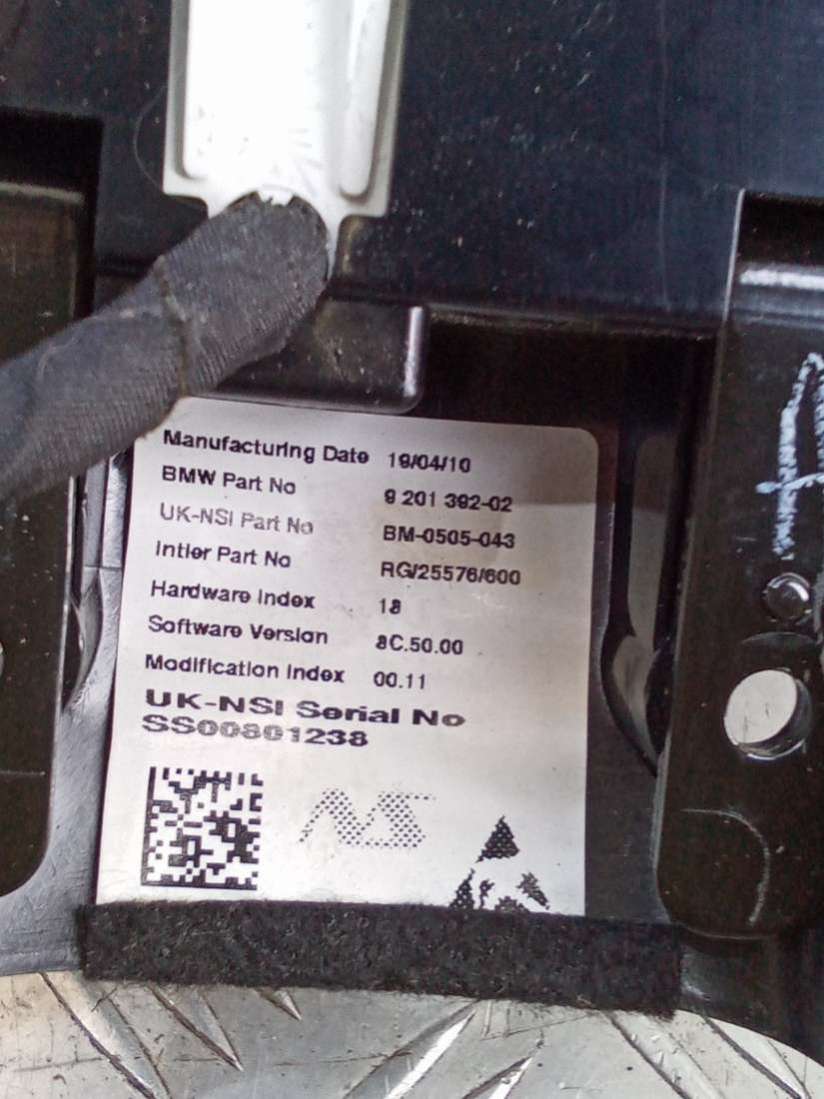 Manufacturing Date 19/04/10
BMW Part No 9 201 392-02
UK-NSI Part No BM-0505-043
Intier Part No RG/25576/600
Hardware Index 18
Software Version 8C.50.00
Modification Index 00.11
UK-NSI Serial No
SS00801238